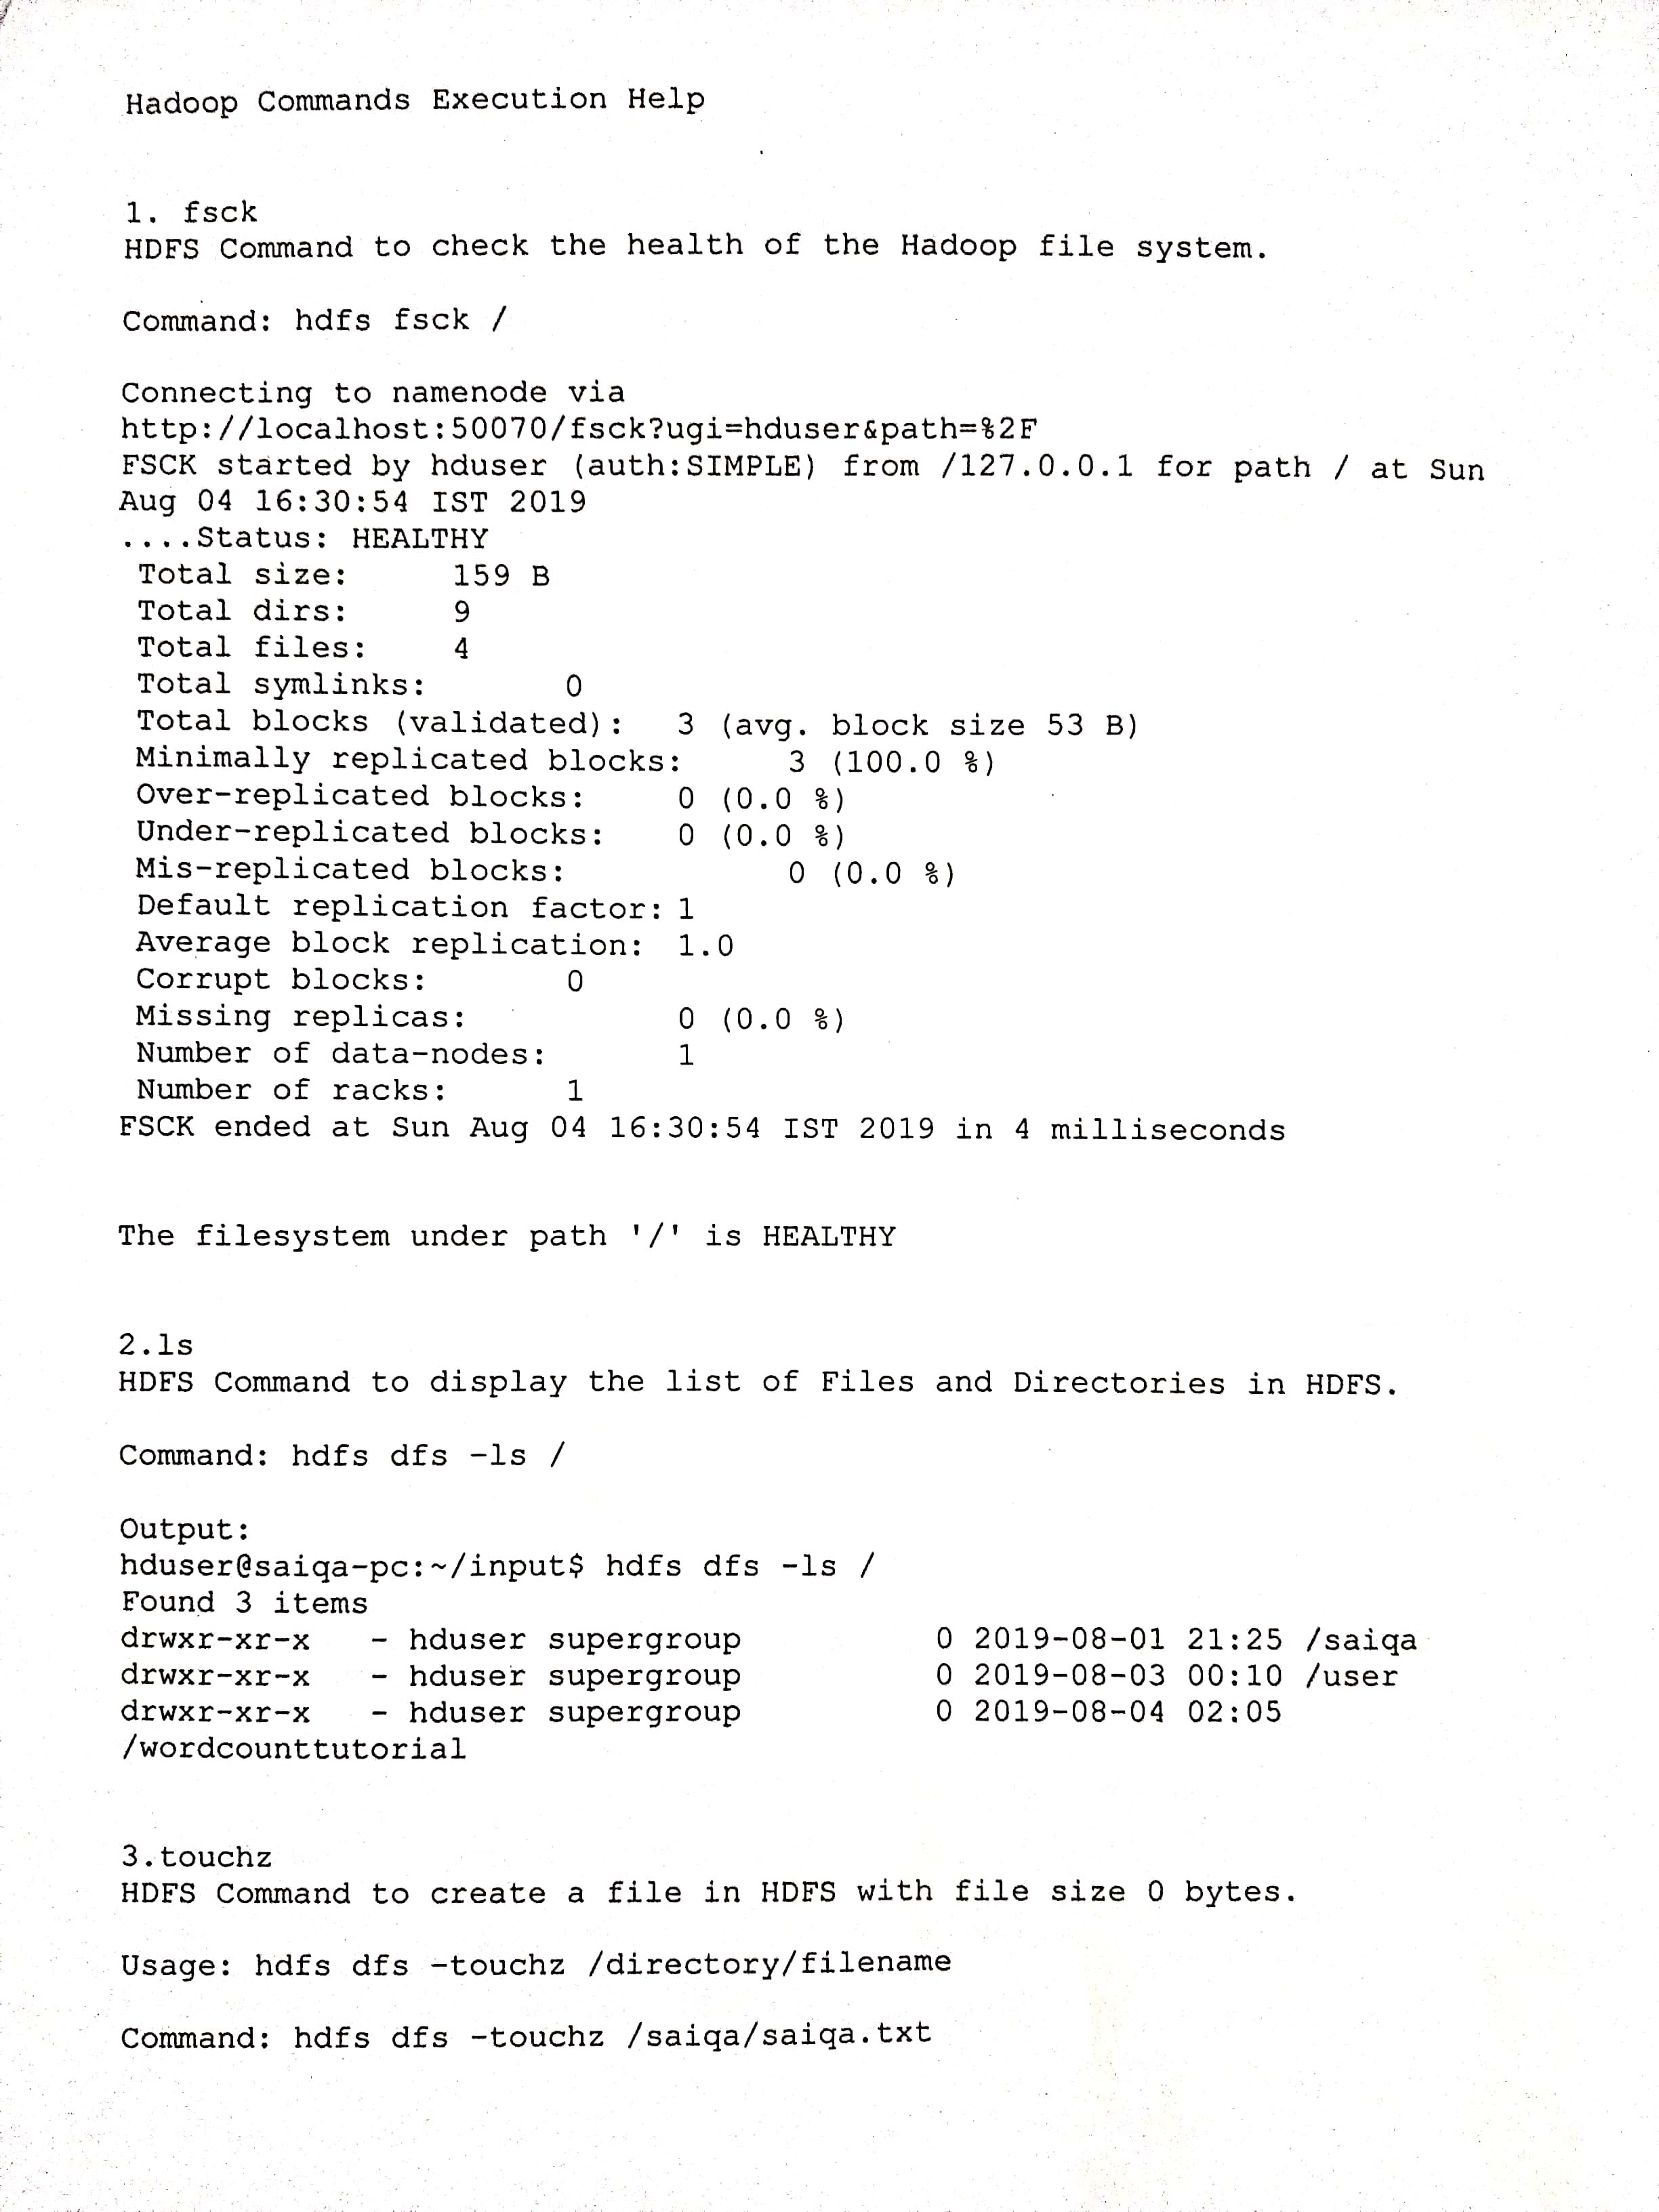 Hadoop Commands Execution Help
1. fsck
HDFS Command to check the health of the Hadoop file system.
Command: hdfs fsck /
Connecting to namenode via
http://localhost:50070/fsck?ugi=hduser&path=%2F
FSCK started by hduser (auth:SIMPLE) from /127.0.0.1 for path / at Sun
Aug 04 16:30:54 IST 2019
....Status: HEALTHY
Total size: 159 B
Total dirs: 9
Total files: 4
Total symlinks: 0
Total blocks (validated): 3 (avg. block size 53 B)
Minimally replicated blocks: 3 (100.0 %)
Over-replicated blocks: 0 (0.0 %)
Under-replicated blocks: 0 (0.0 %)
Mis-replicated blocks: 0 (0.0 %)
Default replication factor: 1
Average block replication: 1.0
Corrupt blocks: 0
Missing replicas: 0 (0.0 %)
Number of data-nodes: 1
Number of racks: 1
FSCK ended at Sun Aug 04 16:30:54 IST 2019 in 4 milliseconds
The filesystem under path '/' is HEALTHY
2.ls
HDFS Command to display the list of Files and Directories in HDFS.
Command: hdfs dfs -ls /
Output:
hduser@saiqa-pc:~/input$ hdfs dfs -ls /
Found 3 items
drwxr-xr-x - hduser supergroup 0 2019-08-01 21:25 /saiqa
drwxr-xr-x - hduser supergroup 0 2019-08-03 00:10 /user
drwxr-xr-x - hduser supergroup 0 2019-08-04 02:05
/wordcounttutorial
3.touchz
HDFS Command to create a file in HDFS with file size 0 bytes.
Usage: hdfs dfs -touchz /directory/filename
Command: hdfs dfs -touchz /saiqa/saiqa.txt